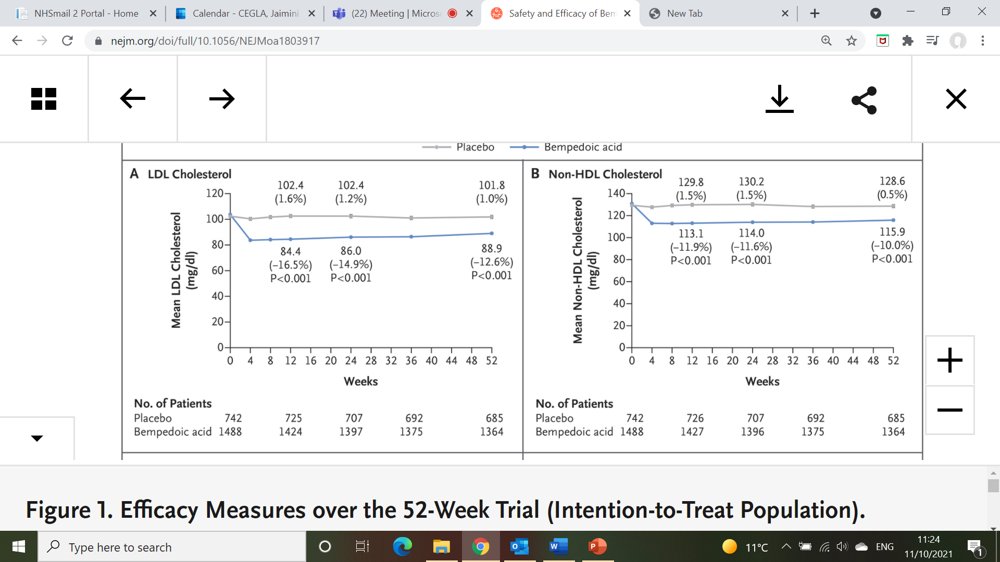 NHSmail 2 Portal - Home
Calendar - CEGLA, Jaimini
(22) Meeting | Micros
Safety and Efficacy of Bem
New Tab
nejm.org/doi/full/10.1056/NEJMoa1803917
Placebo Bempedoic acid
A LDL Cholesterol
102.4 102.4 101.8
(1.6%) (1.2%) (1.0%)
120
100
80
60
40
20
0
Mean LDL Cholesterol
(mg/dl)
84.4 86.0 88.9
(–16.5%) (–14.9%) (–12.6%)
P<0.001 P<0.001 P<0.001
0 4 8 12 16 20 24 28 32 36 40 44 48 52
Weeks
No. of Patients
Placebo 742 725 707 692 685
Bempedoic acid 1488 1424 1397 1375 1364
B Non-HDL Cholesterol
129.8 130.2 128.6
(1.5%) (1.5%) (0.5%)
140
120
100
80
60
40
20
0
Mean Non-HDL Cholesterol
(mg/dl)
113.1 114.0 115.9
(–11.9%) (–11.6%) (–10.0%)
P<0.001 P<0.001 P<0.001
0 4 8 12 16 20 24 28 32 36 40 44 48 52
Weeks
No. of Patients
Placebo 742 726 707 692 685
Bempedoic acid 1488 1427 1396 1375 1364
Figure 1. Efficacy Measures over the 52-Week Trial (Intention-to-Treat Population).
Type here to search
11°C
ENG
11:24
11/10/2021
1